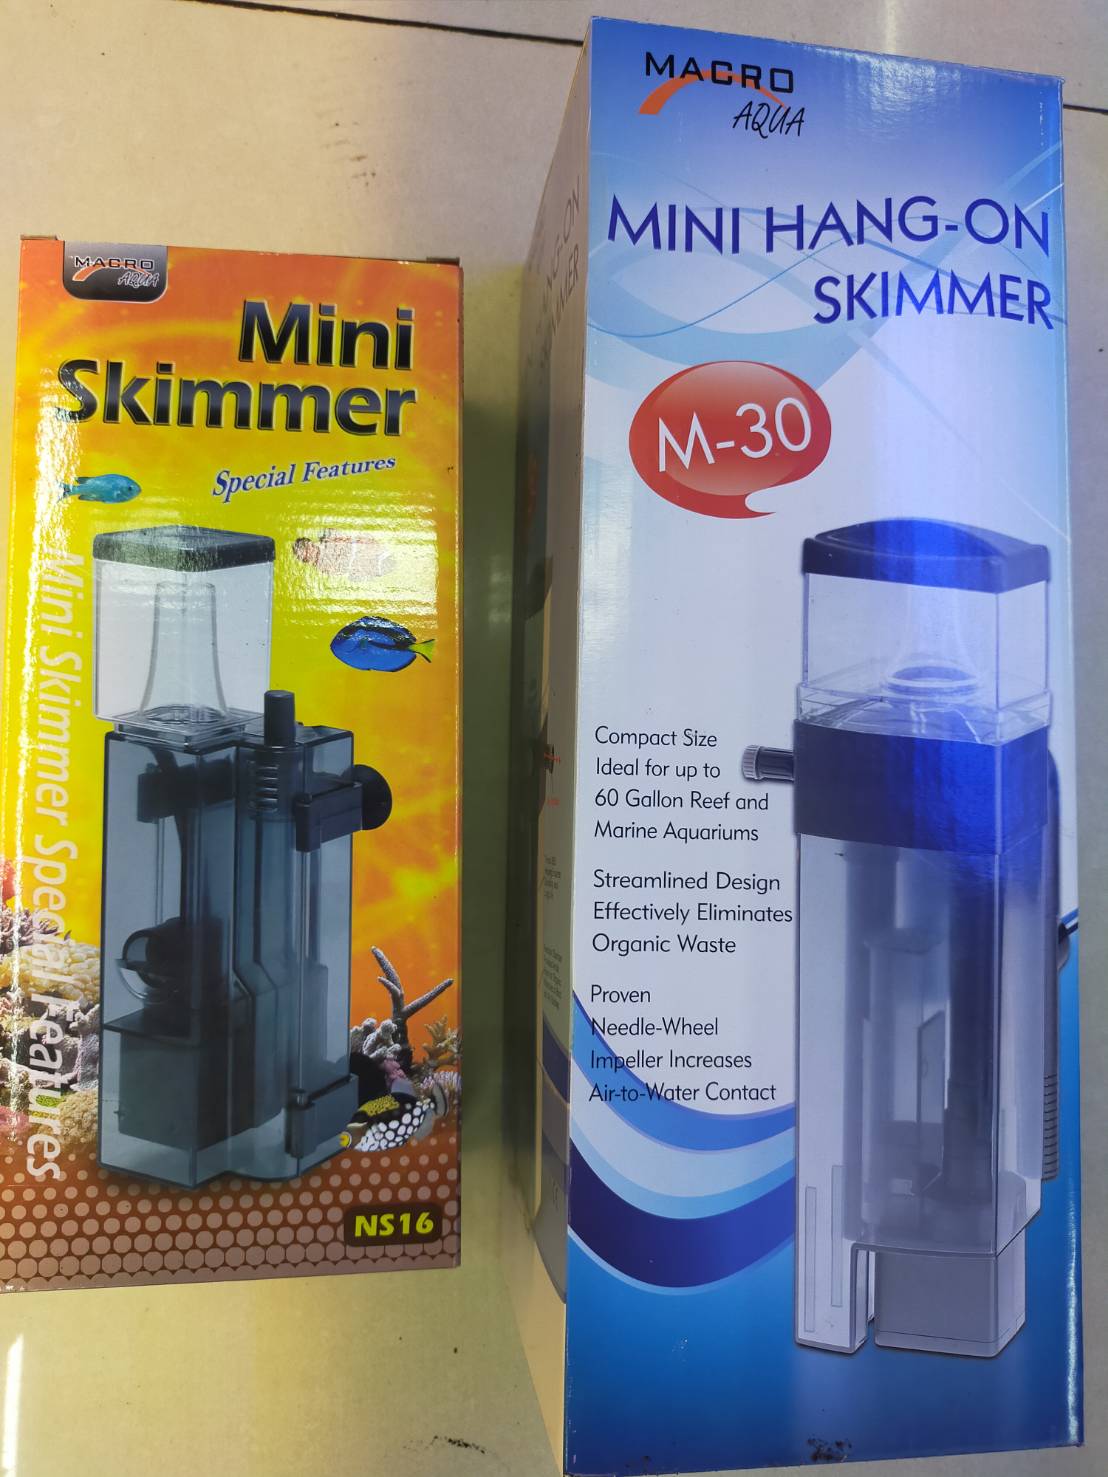 MACRO
AQUA
Mini
Skimmer
Special Features
Mini Skimmer Special Features
NS16
MACRO
AQUA
MINI HANG-ON
SKIMMER
M-30
Compact Size
Ideal for up to
60 Gallon Reef and
Marine Aquariums
Streamlined Design
Effectively Eliminates
Organic Waste
Proven
Needle-Wheel
Impeller Increases
Air-to-Water Contact